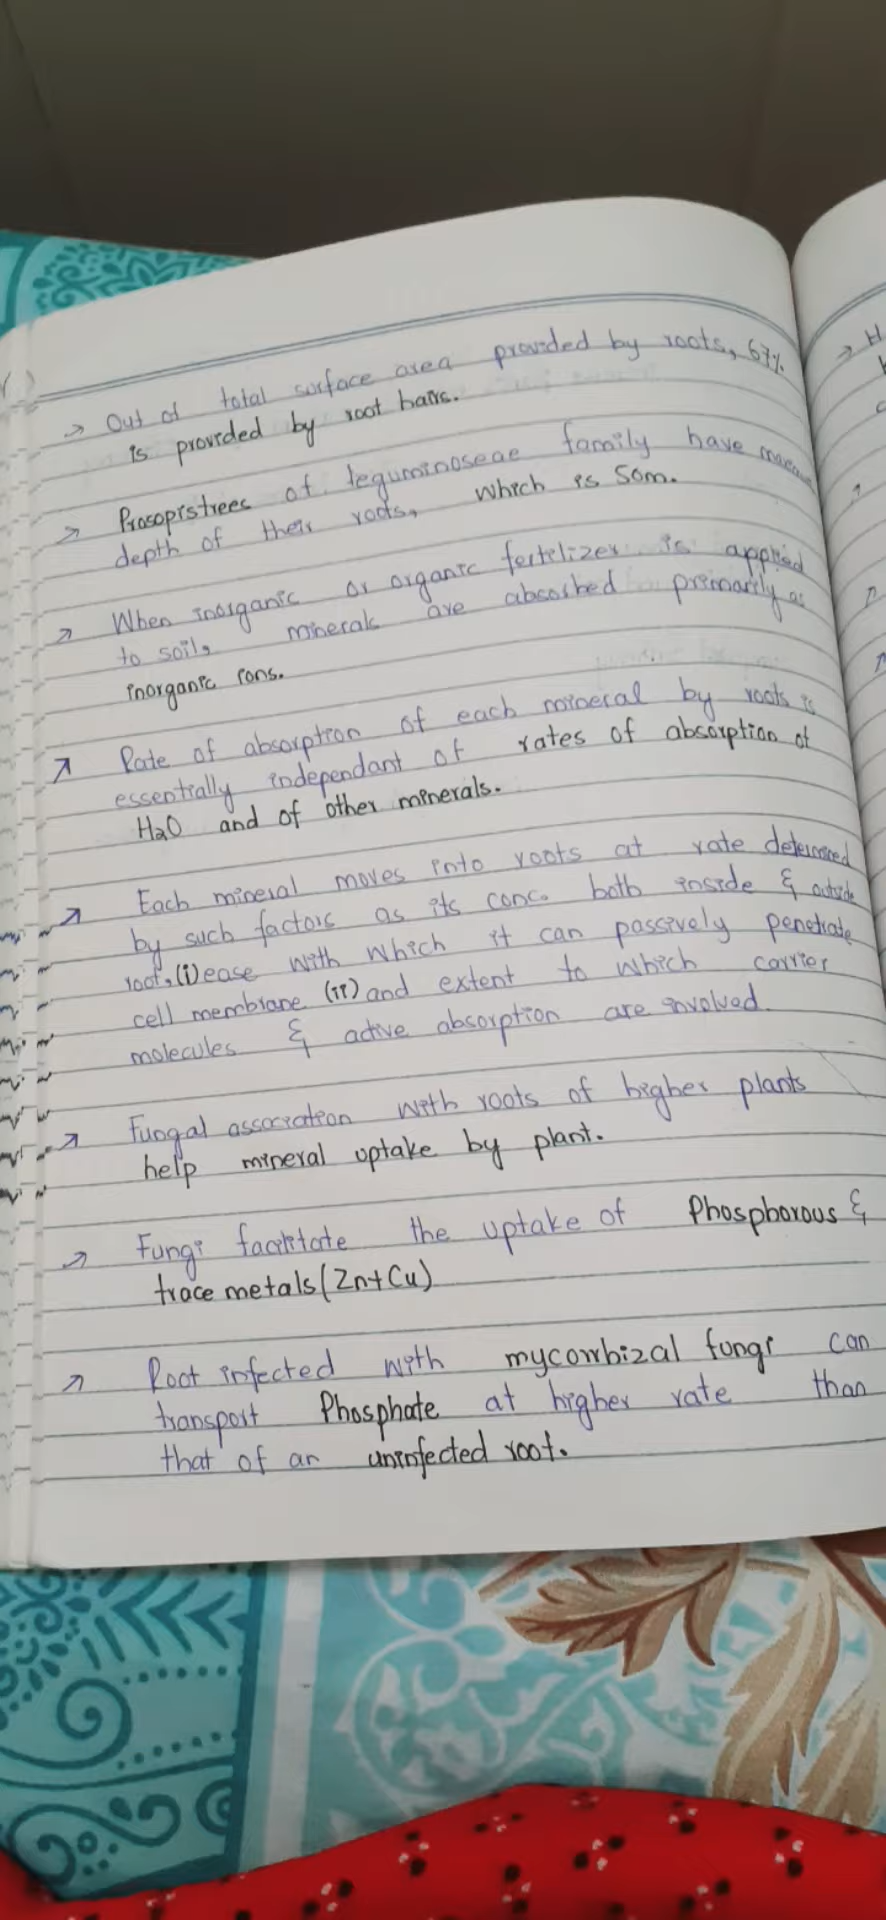 → Out of total surface area provided by roots, 67%
is provided by root hairs.
→ Prosopistrees of leguminoseae family have
depth of their roots, which is 50m.
→ When inorganic or organic fertelizer is applied
to soil, minerals are absorbed primarily as
inorganic ions.
→ Rate of absorption of each mineral by roots is
essentially independant of rates of absorption of
H2O and of other minerals.
→ Each mineral moves into roots at rate determined
by such factors as its conc. both inside & outside
root, (i) ease with which it can passively penetrate
cell membrane (ii) and extent to which carrier
molecules & active absorption are involved.
→ Fungal association with roots of higher plants
help mineral uptake by plant.
→ Fungi facilitate the uptake of Phosphorous &
trace metals (Zn+Cu)
→ Root infected with mycorrhizal fungi can
transport Phosphate at higher rate than
that of an uninfected root.
→ H